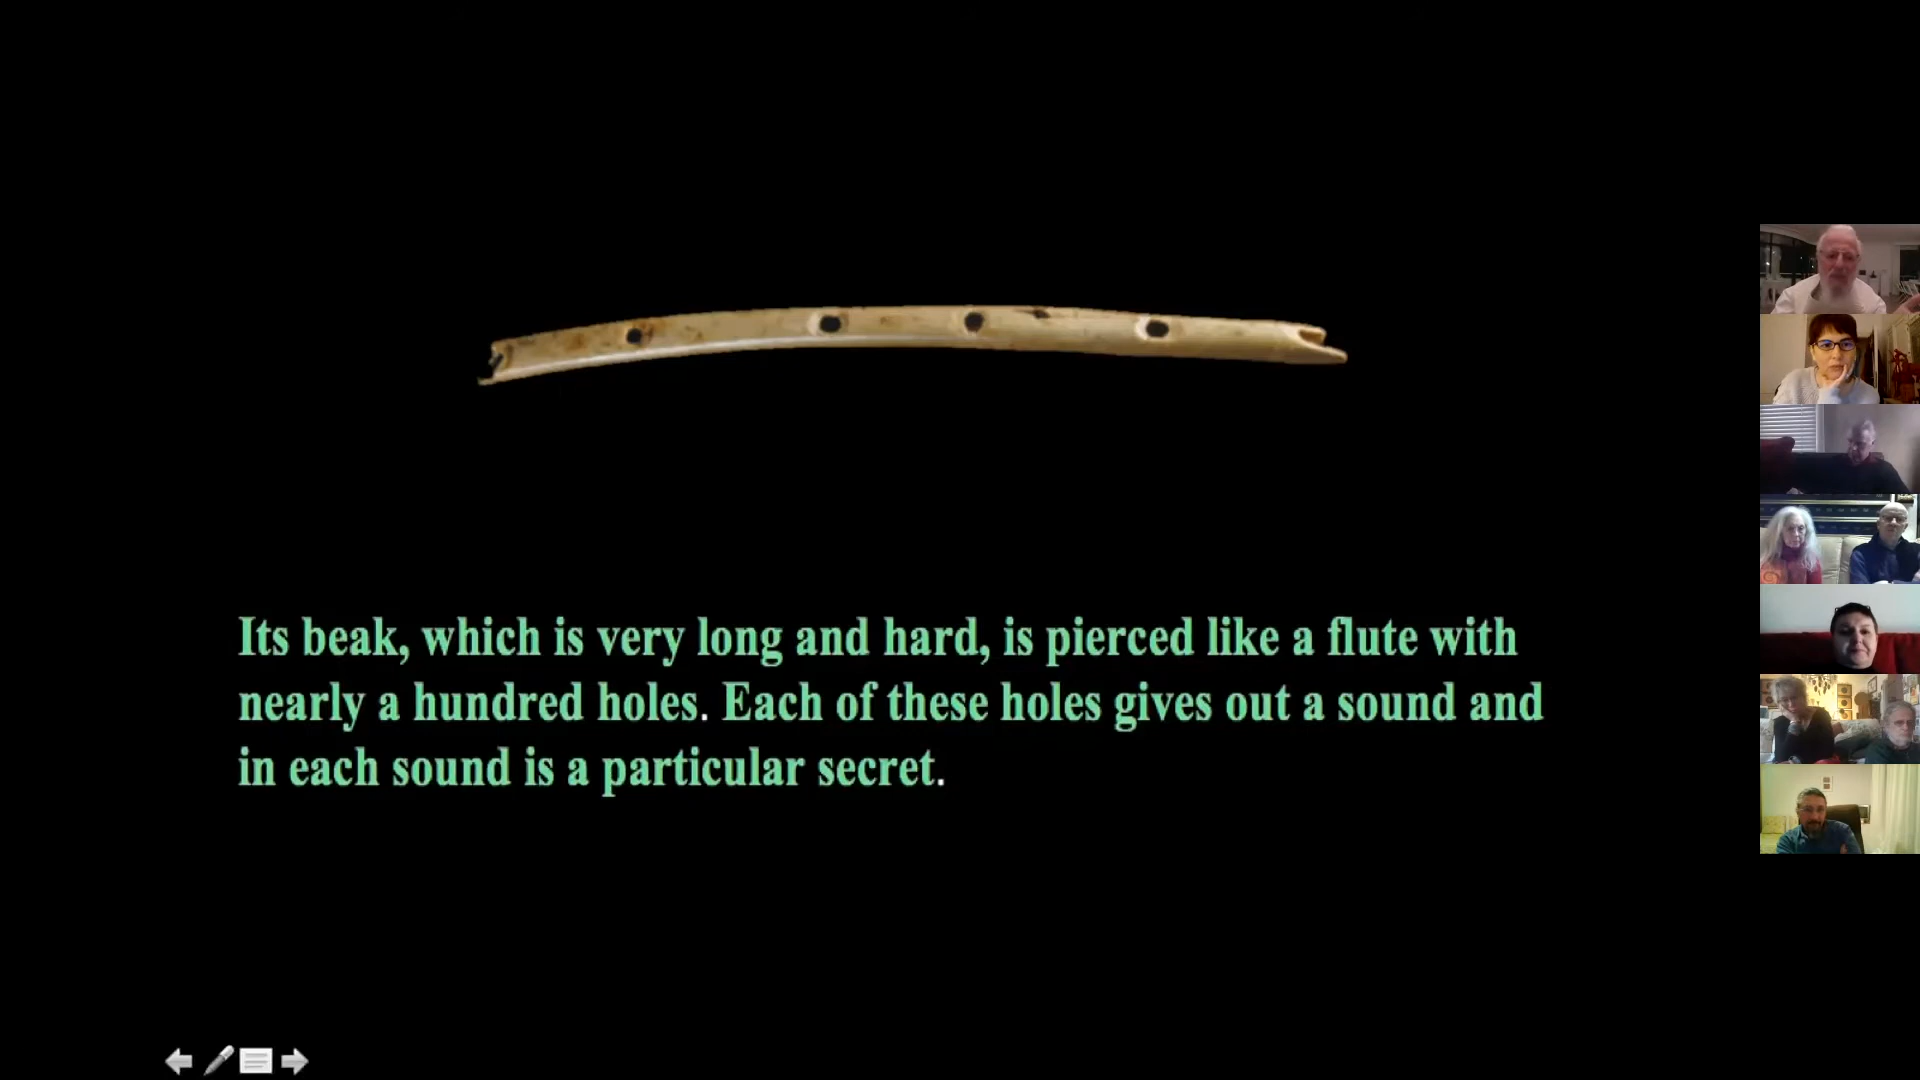 Its beak, which is very long and hard, is pierced like a flute with
nearly a hundred holes. Each of these holes gives out a sound and
in each sound is a particular secret.